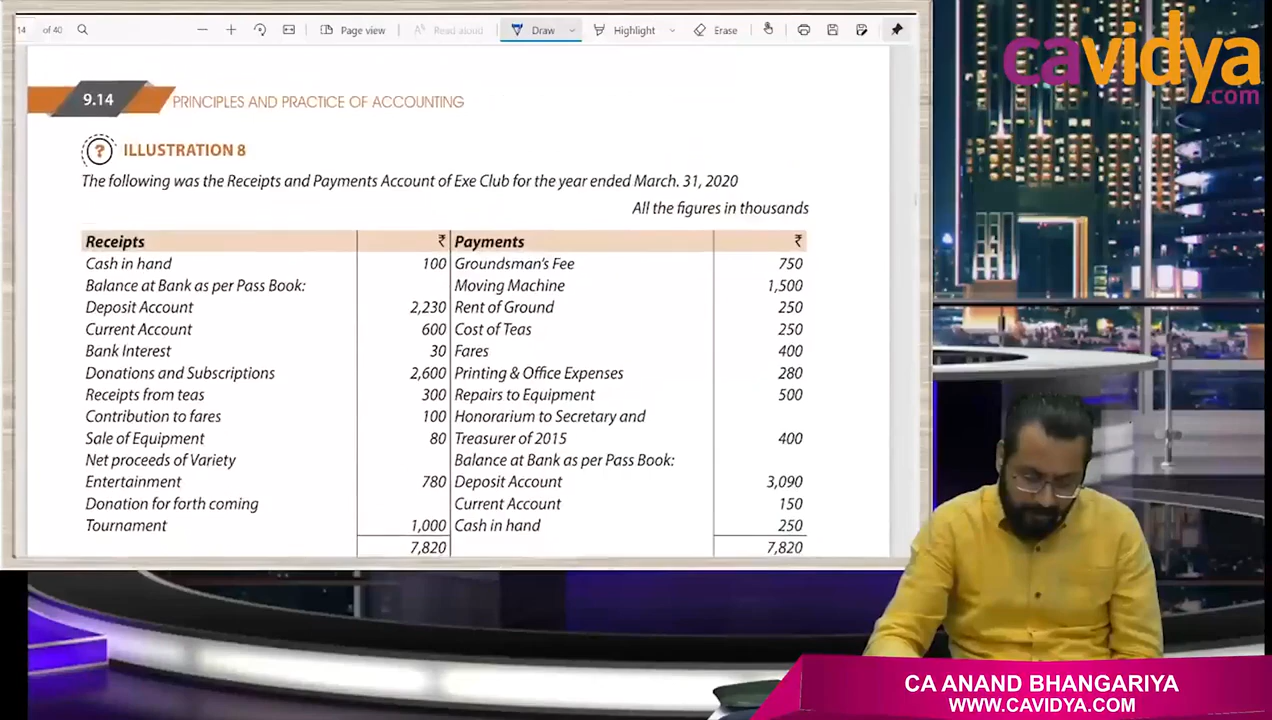 14 of 40 Page view Read aloud Draw Highlight Erase
cavidya
.com
9.14 PRINCIPLES AND PRACTICE OF ACCOUNTING
? ILLUSTRATION 8
The following was the Receipts and Payments Account of Exe Club for the year ended March. 31, 2020
All the figures in thousands
Receipts ₹ Payments ₹
Cash in hand 100 Groundsman's Fee 750
Balance at Bank as per Pass Book: Moving Machine 1,500
Deposit Account 2,230 Rent of Ground 250
Current Account 600 Cost of Teas 250
Bank Interest 30 Fares 400
Donations and Subscriptions 2,600 Printing & Office Expenses 280
Receipts from teas 300 Repairs to Equipment 500
Contribution to fares 100 Honorarium to Secretary and
Sale of Equipment 80 Treasurer of 2015 400
Net proceeds of Variety Balance at Bank as per Pass Book:
Entertainment 780 Deposit Account 3,090
Donation for forth coming Current Account 150
Tournament 1,000 Cash in hand 250
7,820 7,820
CA ANAND BHANGARIYA
WWW.CAVIDYA.COM